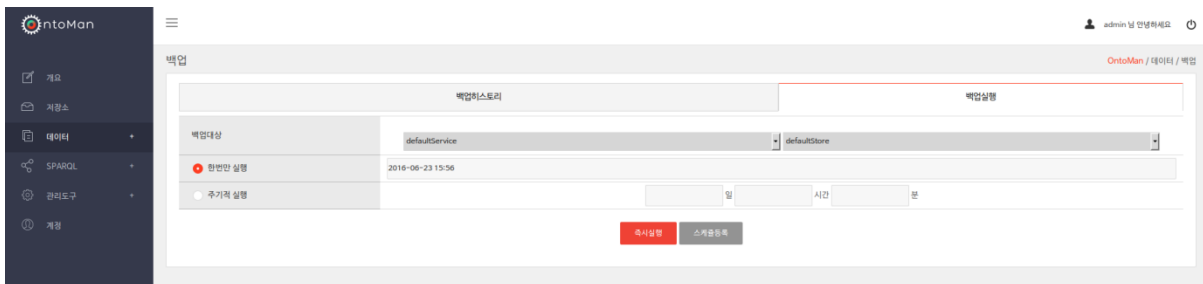 OntoMan
admin 님 안녕하세요
백업
OntoMan / 데이터 / 백업
개요
저장소
데이터 +
SPARQL +
관리도구 +
계정
백업히스토리
백업실행
백업대상
defaultService
defaultStore
한번만 실행
2016-06-23 15:56
주기적 실행
일 시간 분
즉시실행
스케쥴등록